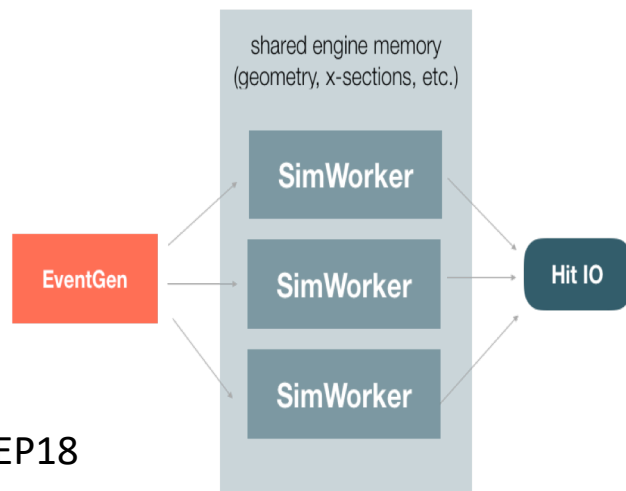 shared engine memory
(geometry, x-sections, etc.)
SimWorker
EventGen
SimWorker
Hit IO
SimWorker
EP18